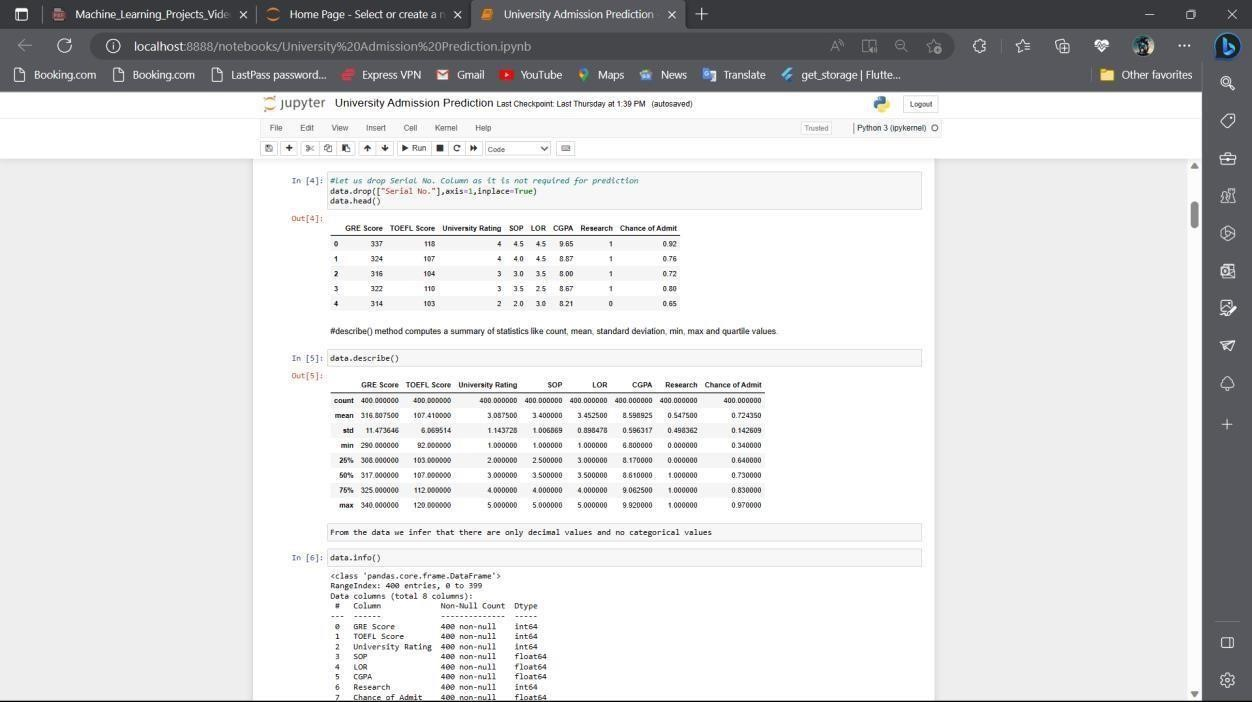 Machine_Learning_Projects_Vide
Home Page - Select or create a n
University Admission Prediction
localhost:8888/notebooks/University%20Admission%20Prediction.ipynb
Booking.com Booking.com LastPass password... Express VPN Gmail YouTube Maps News Translate get_storage | Flutte... Other favorites
jupyter University Admission Prediction Last Checkpoint: Last Thursday at 1:39 PM (autosaved) Logout
File Edit View Insert Cell Kernel Help Trusted Python 3 (ipykernel)
Run Code
In [4]: #Let us drop Serial No. Column as it is not required for prediction
data.drop(["Serial No."],axis=1,inplace=True)
data.head()
Out[4]:
GRE Score TOEFL Score University Rating SOP LOR CGPA Research Chance of Admit
0 337 118 4 4.5 4.5 9.65 1 0.92
1 324 107 4 4.0 4.5 8.87 1 0.76
2 316 104 3 3.0 3.5 8.00 1 0.72
3 322 110 3 3.5 2.5 8.67 1 0.80
4 314 103 2 2.0 3.0 8.21 0 0.65
#describe() method computes a summary of statistics like count, mean, standard deviation, min, max and quartile values.
In [5]: data.describe()
Out[5]:
GRE Score TOEFL Score University Rating SOP LOR CGPA Research Chance of Admit
count 400.000000 400.000000 400.000000 400.000000 400.000000 400.000000 400.000000 400.000000
mean 316.807500 107.410000 3.087500 3.400000 3.452500 8.598925 0.547500 0.724350
std 11.473646 6.069514 1.143728 1.006869 0.898478 0.596317 0.498362 0.142609
min 290.000000 92.000000 1.000000 1.000000 1.000000 6.800000 0.000000 0.340000
25% 308.000000 103.000000 2.000000 2.500000 3.000000 8.170000 0.000000 0.640000
50% 317.000000 107.000000 3.000000 3.500000 3.500000 8.610000 1.000000 0.730000
75% 325.000000 112.000000 4.000000 4.000000 4.000000 9.062500 1.000000 0.830000
max 340.000000 120.000000 5.000000 5.000000 5.000000 9.920000 1.000000 0.970000
From the data we infer that there are only decimal values and no categorical values
In [6]: data.info()
<class 'pandas.core.frame.DataFrame'>
RangeIndex: 400 entries, 0 to 399
Data columns (total 8 columns):
# Column Non-Null Count Dtype
--- ------ -------------- -----
0 GRE Score 400 non-null int64
1 TOEFL Score 400 non-null int64
2 University Rating 400 non-null int64
3 SOP 400 non-null float64
4 LOR 400 non-null float64
5 CGPA 400 non-null float64
6 Research 400 non-null int64
7 Chance of Admit 400 non-null float64